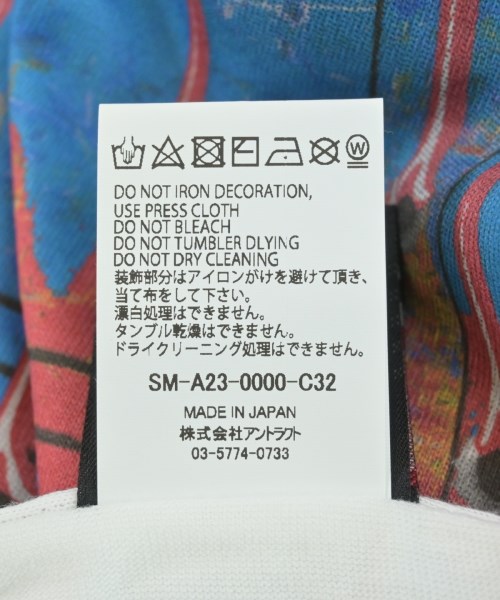 W
DO NOT IRON DECORATION,
USE PRESS CLOTH
DO NOT BLEACH
DO NOT TUMBLER DLYING
DO NOT DRY CLEANING
装飾部分はアイロンがけを避けて頂き、
当て布をして下さい。
漂白処理はできません。
タンブル乾燥はできません。
ドライクリーニング処理はできません。
SM-A23-0000-C32
MADE IN JAPAN
株式会社アントラフト
03-5774-0733